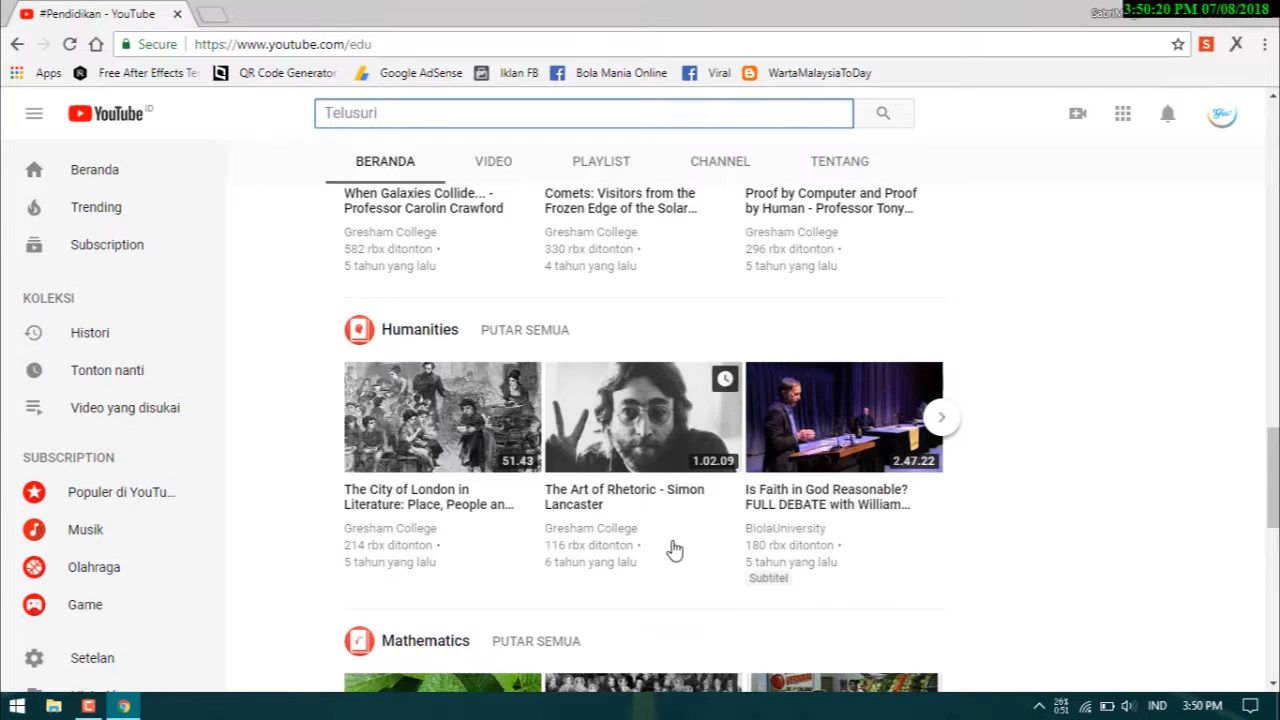 #Pendidikan - YouTube
3:50:20 PM 07/08/2018
Secure
https://www.youtube.com/edu
Apps
Free After Effects Te
QR Code Generator
Google AdSense
Iklan FB
Bola Mania Online
Viral
WartaMalaysiaToday
YouTube ID
Telusuri
BERANDA
VIDEO
PLAYLIST
CHANNEL
TENTANG
Beranda
Trending
Subscription
KOLEKSI
Histori
Tonton nanti
Video yang disukai
SUBSCRIPTION
Populer di YouTu...
Musik
Olahraga
Game
Setelan
When Galaxies Collide... -
Professor Carolin Crawford
Gresham College
582 rbx ditonton •
5 tahun yang lalu
Comets: Visitors from the
Frozen Edge of the Solar...
Gresham College
330 rbx ditonton •
4 tahun yang lalu
Proof by Computer and Proof
by Human - Professor Tony...
Gresham College
296 rbx ditonton •
5 tahun yang lalu
Humanities
PUTAR SEMUA
51.43
The City of London in
Literature: Place, People an...
Gresham College
214 rbx ditonton •
5 tahun yang lalu
1.02.09
The Art of Rhetoric - Simon
Lancaster
Gresham College
116 rbx ditonton •
6 tahun yang lalu
2.47.22
Is Faith in God Reasonable?
FULL DEBATE with William...
BiolaUniversity
180 rbx ditonton •
5 tahun yang lalu
Subtitel
Mathematics
PUTAR SEMUA
26%
0:51
IND
3:50 PM